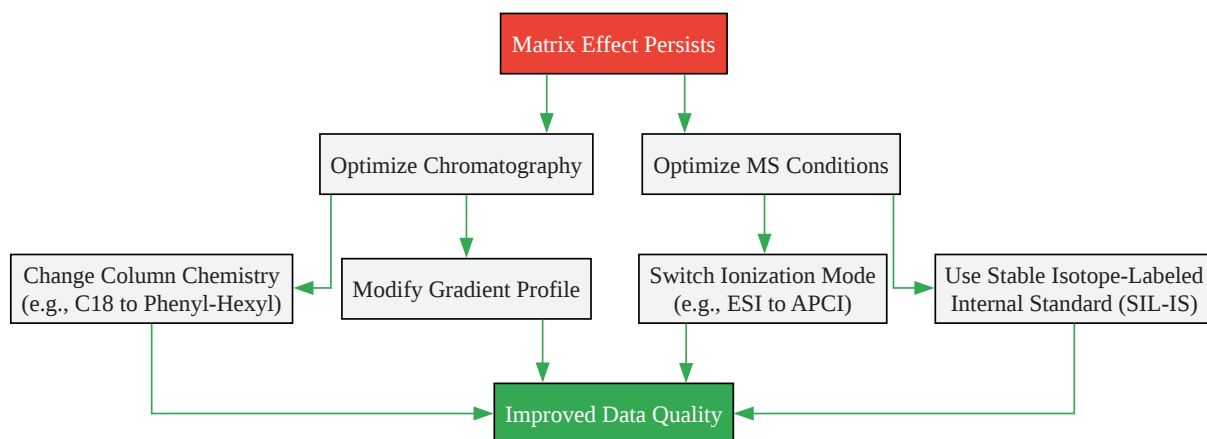 Matrix Effect Persists
Optimize Chromatography
Optimize MS Conditions
Change Column Chemistry
(e.g., C18 to Phenyl-Hexyl)
Modify Gradient Profile
Switch Ionization Mode
(e.g., ESI to APCI)
Use Stable Isotope-Labeled
Internal Standard (SIL-IS)
Improved Data Quality